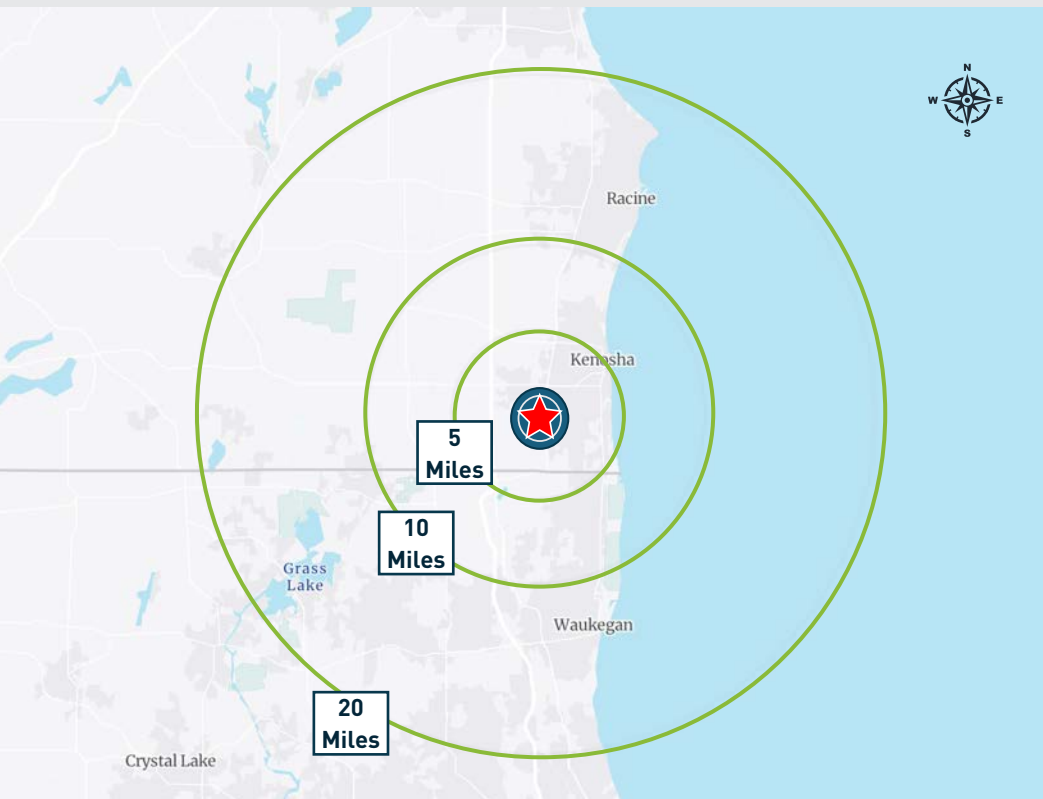 N
W E
S
Racine
Kenosha
5
Miles
10
Miles
Grass
Lake
Waukegan
20
Miles
Crystal Lake